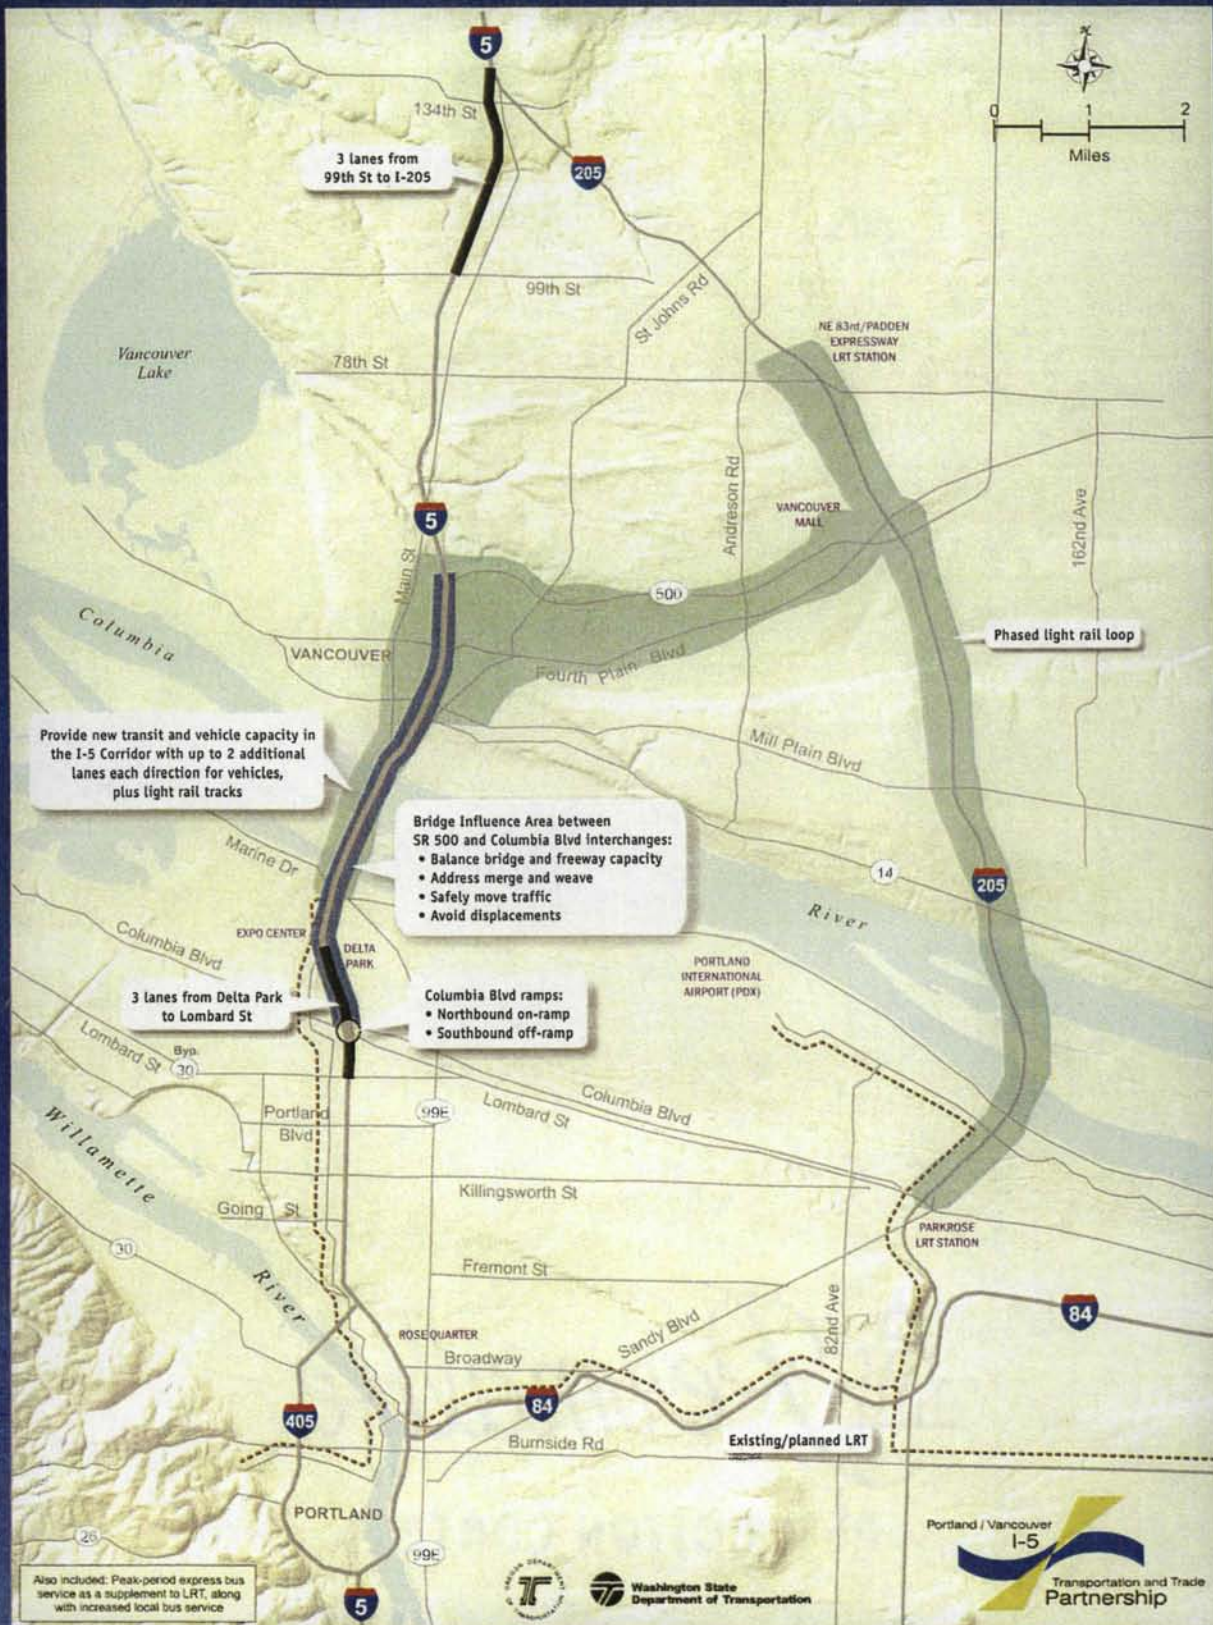 5
134th St
3 lanes from
99th St to I-205
205
0 1 2
Miles
N
99th St
St Johns Rd
Vancouver
Lake
78th St
NE 83rd/PADDEN
EXPRESSWAY
LRT STATION
5
Main St
Andreson Rd
VANCOUVER
MALL
162nd Ave
Columbia
500
VANCOUVER
Fourth Plain Blvd
Phased light rail loop
Provide new transit and vehicle capacity in
the I-5 Corridor with up to 2 additional
lanes each direction for vehicles,
plus light rail tracks
Mill Plain Blvd
Bridge Influence Area between
SR 500 and Columbia Blvd interchanges:
• Balance bridge and freeway capacity
• Address merge and weave
• Safely move traffic
• Avoid displacements
Marine Dr
14
205
River
Columbia Blvd
EXPO CENTER
DELTA
PARK
PORTLAND
INTERNATIONAL
AIRPORT (PDX)
3 lanes from Delta Park
to Lombard St
Columbia Blvd ramps:
• Northbound on-ramp
• Southbound off-ramp
Lombard St
Byp.
30
Portland
Blvd
99E
Lombard St
Columbia Blvd
Willamette
Killingsworth St
Going St
PARKROSE
LRT STATION
30
Fremont St
River
82nd Ave
84
ROSE QUARTER
Broadway
Sandy Blvd
84
405
Burnside Rd
Existing/planned LRT
PORTLAND
26
99E
Also included: Peak-period express bus
service as a supplement to LRT, along
with increased local bus service
5
OREGON DEPARTMENT
OF TRANSPORTATION
Washington State
Department of Transportation
Portland / Vancouver
I-5
Transportation and Trade
Partnership